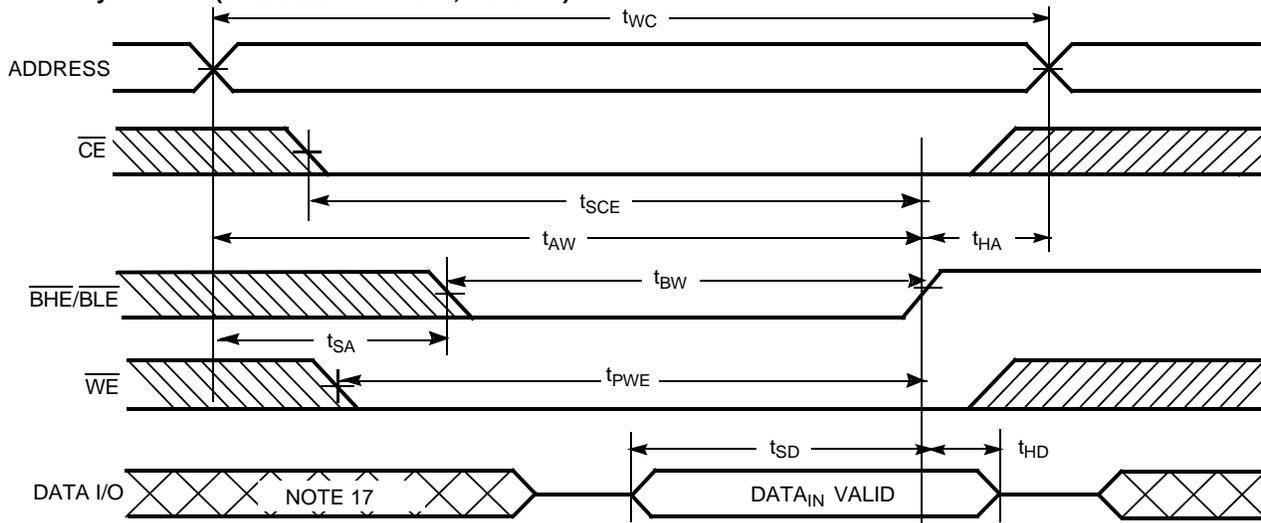 tWC
ADDRESS
CE
tSCE
tAW
tHA
BHE/BLE
tBW
tSA
WE
tPWE
tSD
tHD
DATA I/O
NOTE 17
DATAIN VALID